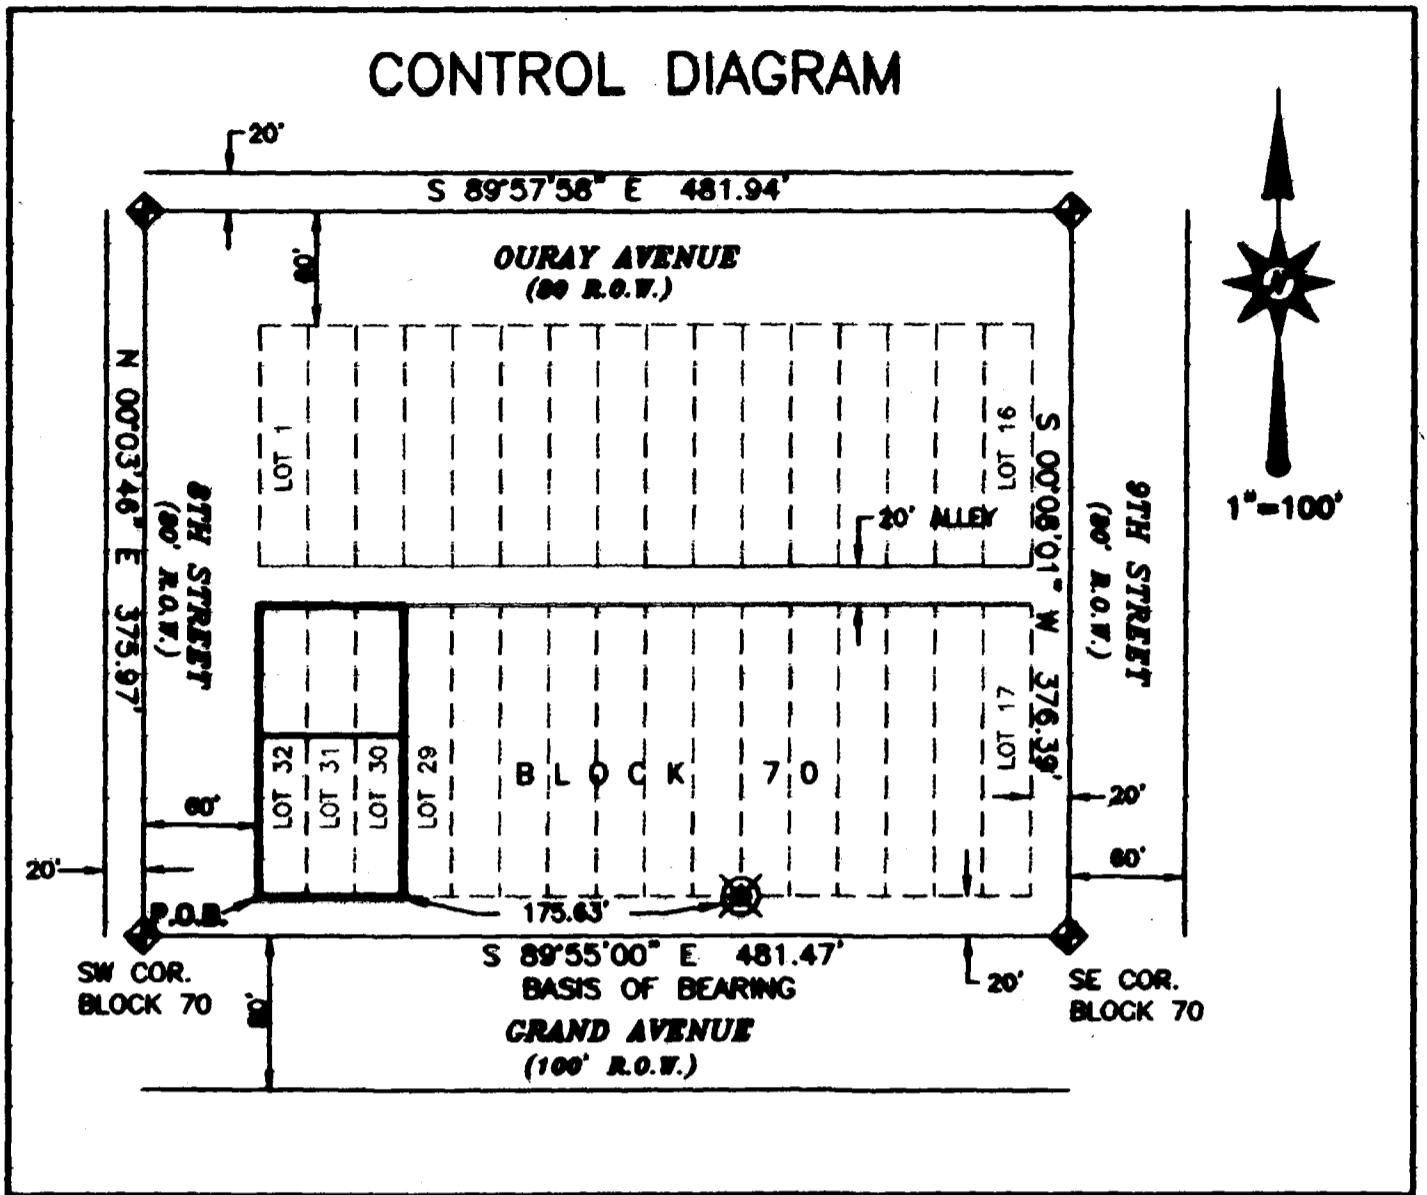 CONTROL DIAGRAM
20'
S 89°57'58" E 481.94'
60'
OURAY AVENUE
(80 R.O.W.)
N 00°03'46" E 375.97'
8TH STREET
(80' R.O.W.)
LOT 1
LOT 16
20' ALLEY
S 00°08'01" W 376.39'
9TH STREET
(80' R.O.W.)
N
1"=100'
LOT 32
LOT 31
LOT 30
LOT 29
BLOCK 70
LOT 17
60'
20'
20'
60'
P.O.B.
175.63'
S 89°55'00" E 481.47'
BASIS OF BEARING
20'
SW COR.
BLOCK 70
SE COR.
BLOCK 70
80'
GRAND AVENUE
(100' R.O.W.)